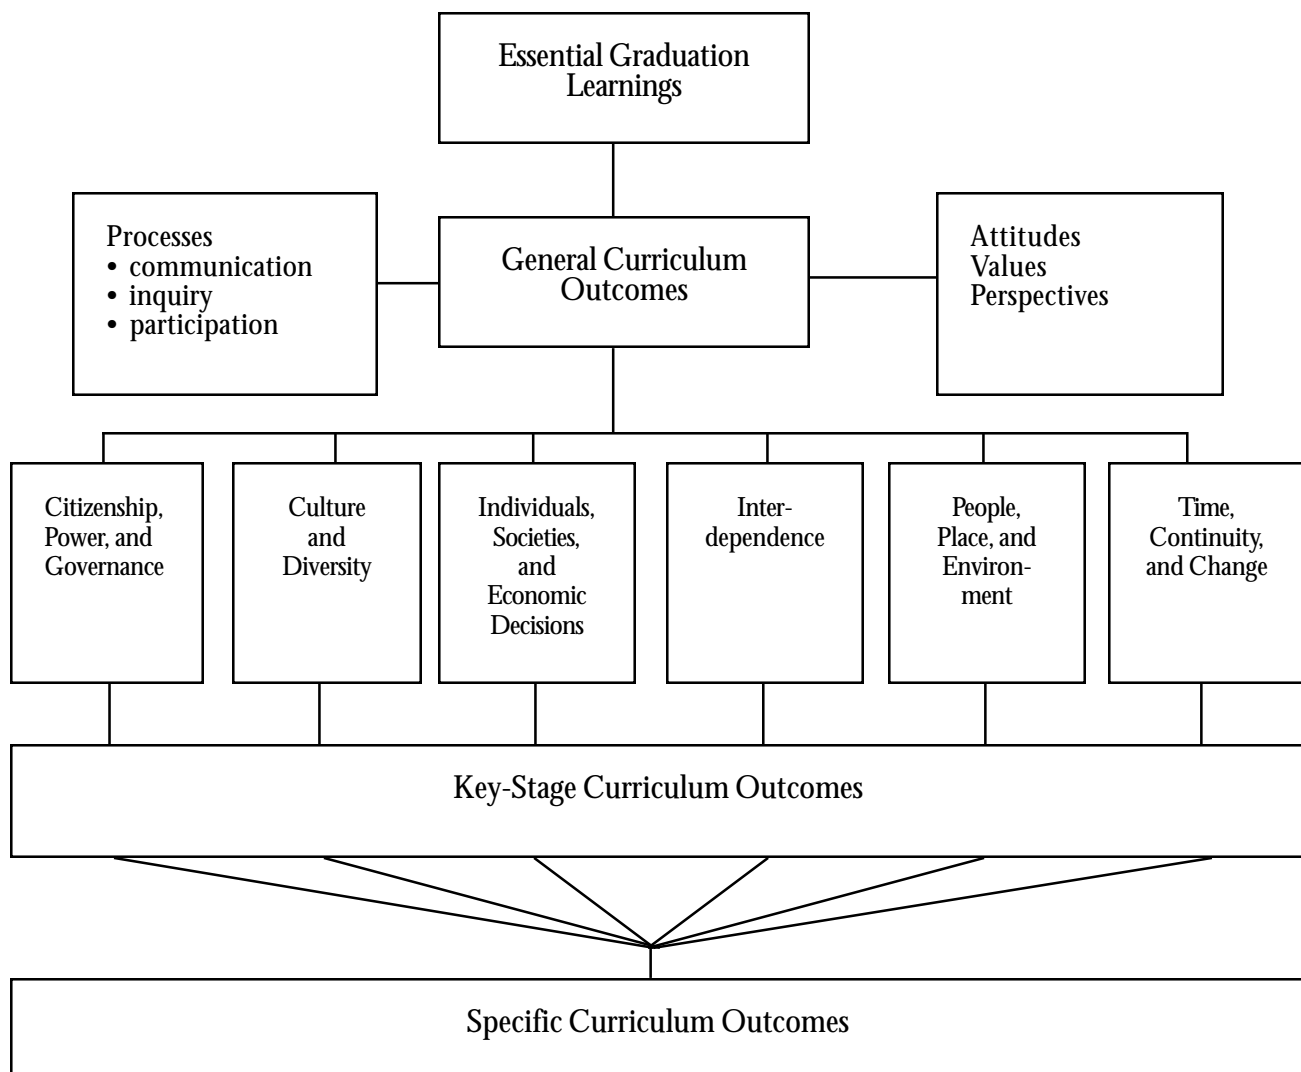 Essential Graduation
Learnings
Processes
• communication
• inquiry
• participation
General Curriculum
Outcomes
Attitudes
Values
Perspectives
Citizenship,
Power, and
Governance
Culture
and
Diversity
Individuals,
Societies,
and
Economic
Decisions
Inter-
dependence
People,
Place, and
Environ-
ment
Time,
Continuity,
and Change
Key-Stage Curriculum Outcomes
Specific Curriculum Outcomes